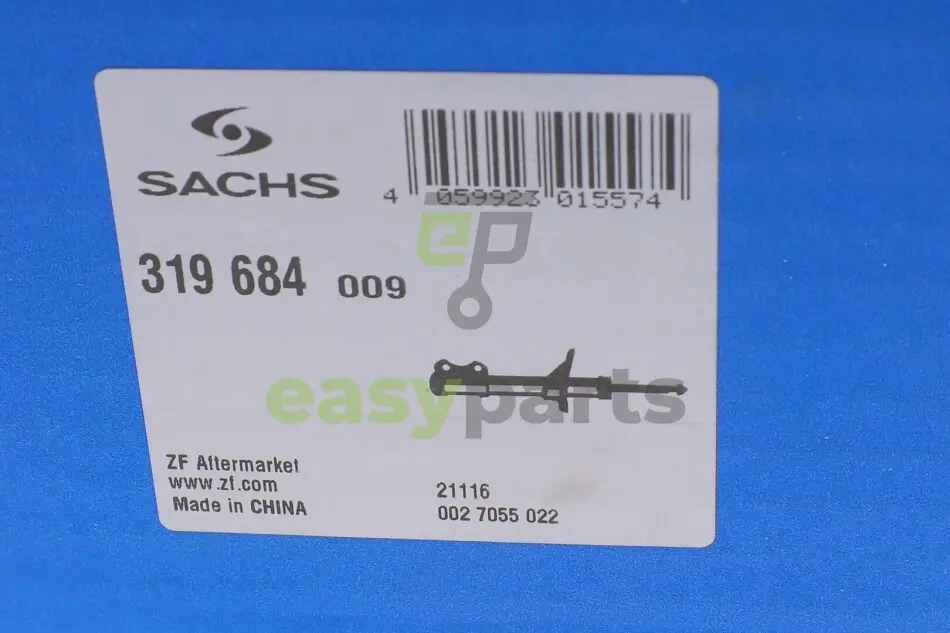 SACHS
4 059923 015574
319 684 009
ep
easyparts
ZF Aftermarket
www.zf.com
Made in CHINA
21116
002 7055 022